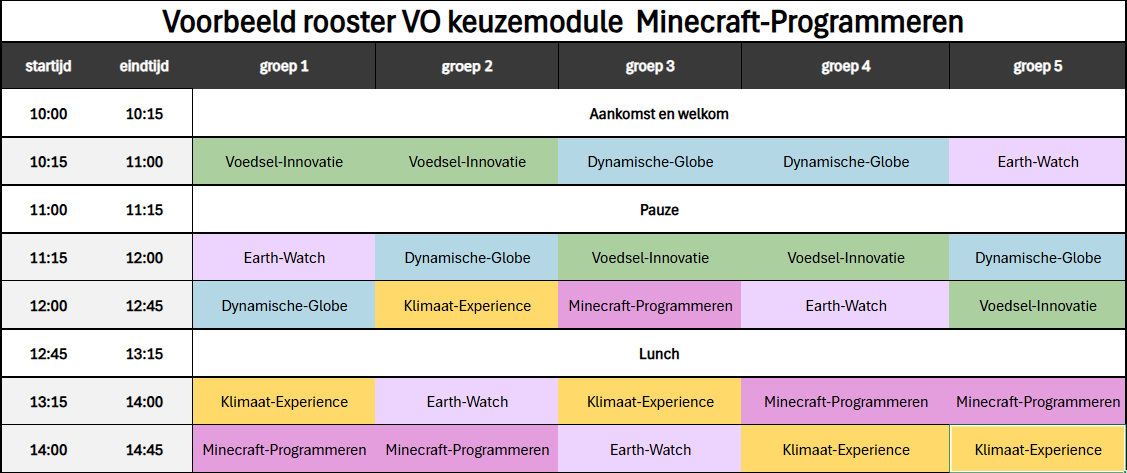 Voorbeeld rooster VO keuzemodule Minecraft-Programmeren
startijd eindtijd groep 1 groep 2 groep 3 groep 4 groep 5
10:00 10:15 Aankomst en welkom
10:15 11:00 Voedsel-Innovatie Voedsel-Innovatie Dynamische-Globe Dynamische-Globe Earth-Watch
11:00 11:15 Pauze
11:15 12:00 Earth-Watch Dynamische-Globe Voedsel-Innovatie Voedsel-Innovatie Dynamische-Globe
12:00 12:45 Dynamische-Globe Klimaat-Experience Minecraft-Programmeren Earth-Watch Voedsel-Innovatie
12:45 13:15 Lunch
13:15 14:00 Klimaat-Experience Earth-Watch Klimaat-Experience Minecraft-Programmeren Minecraft-Programmeren
14:00 14:45 Minecraft-Programmeren Minecraft-Programmeren Earth-Watch Klimaat-Experience Klimaat-Experience